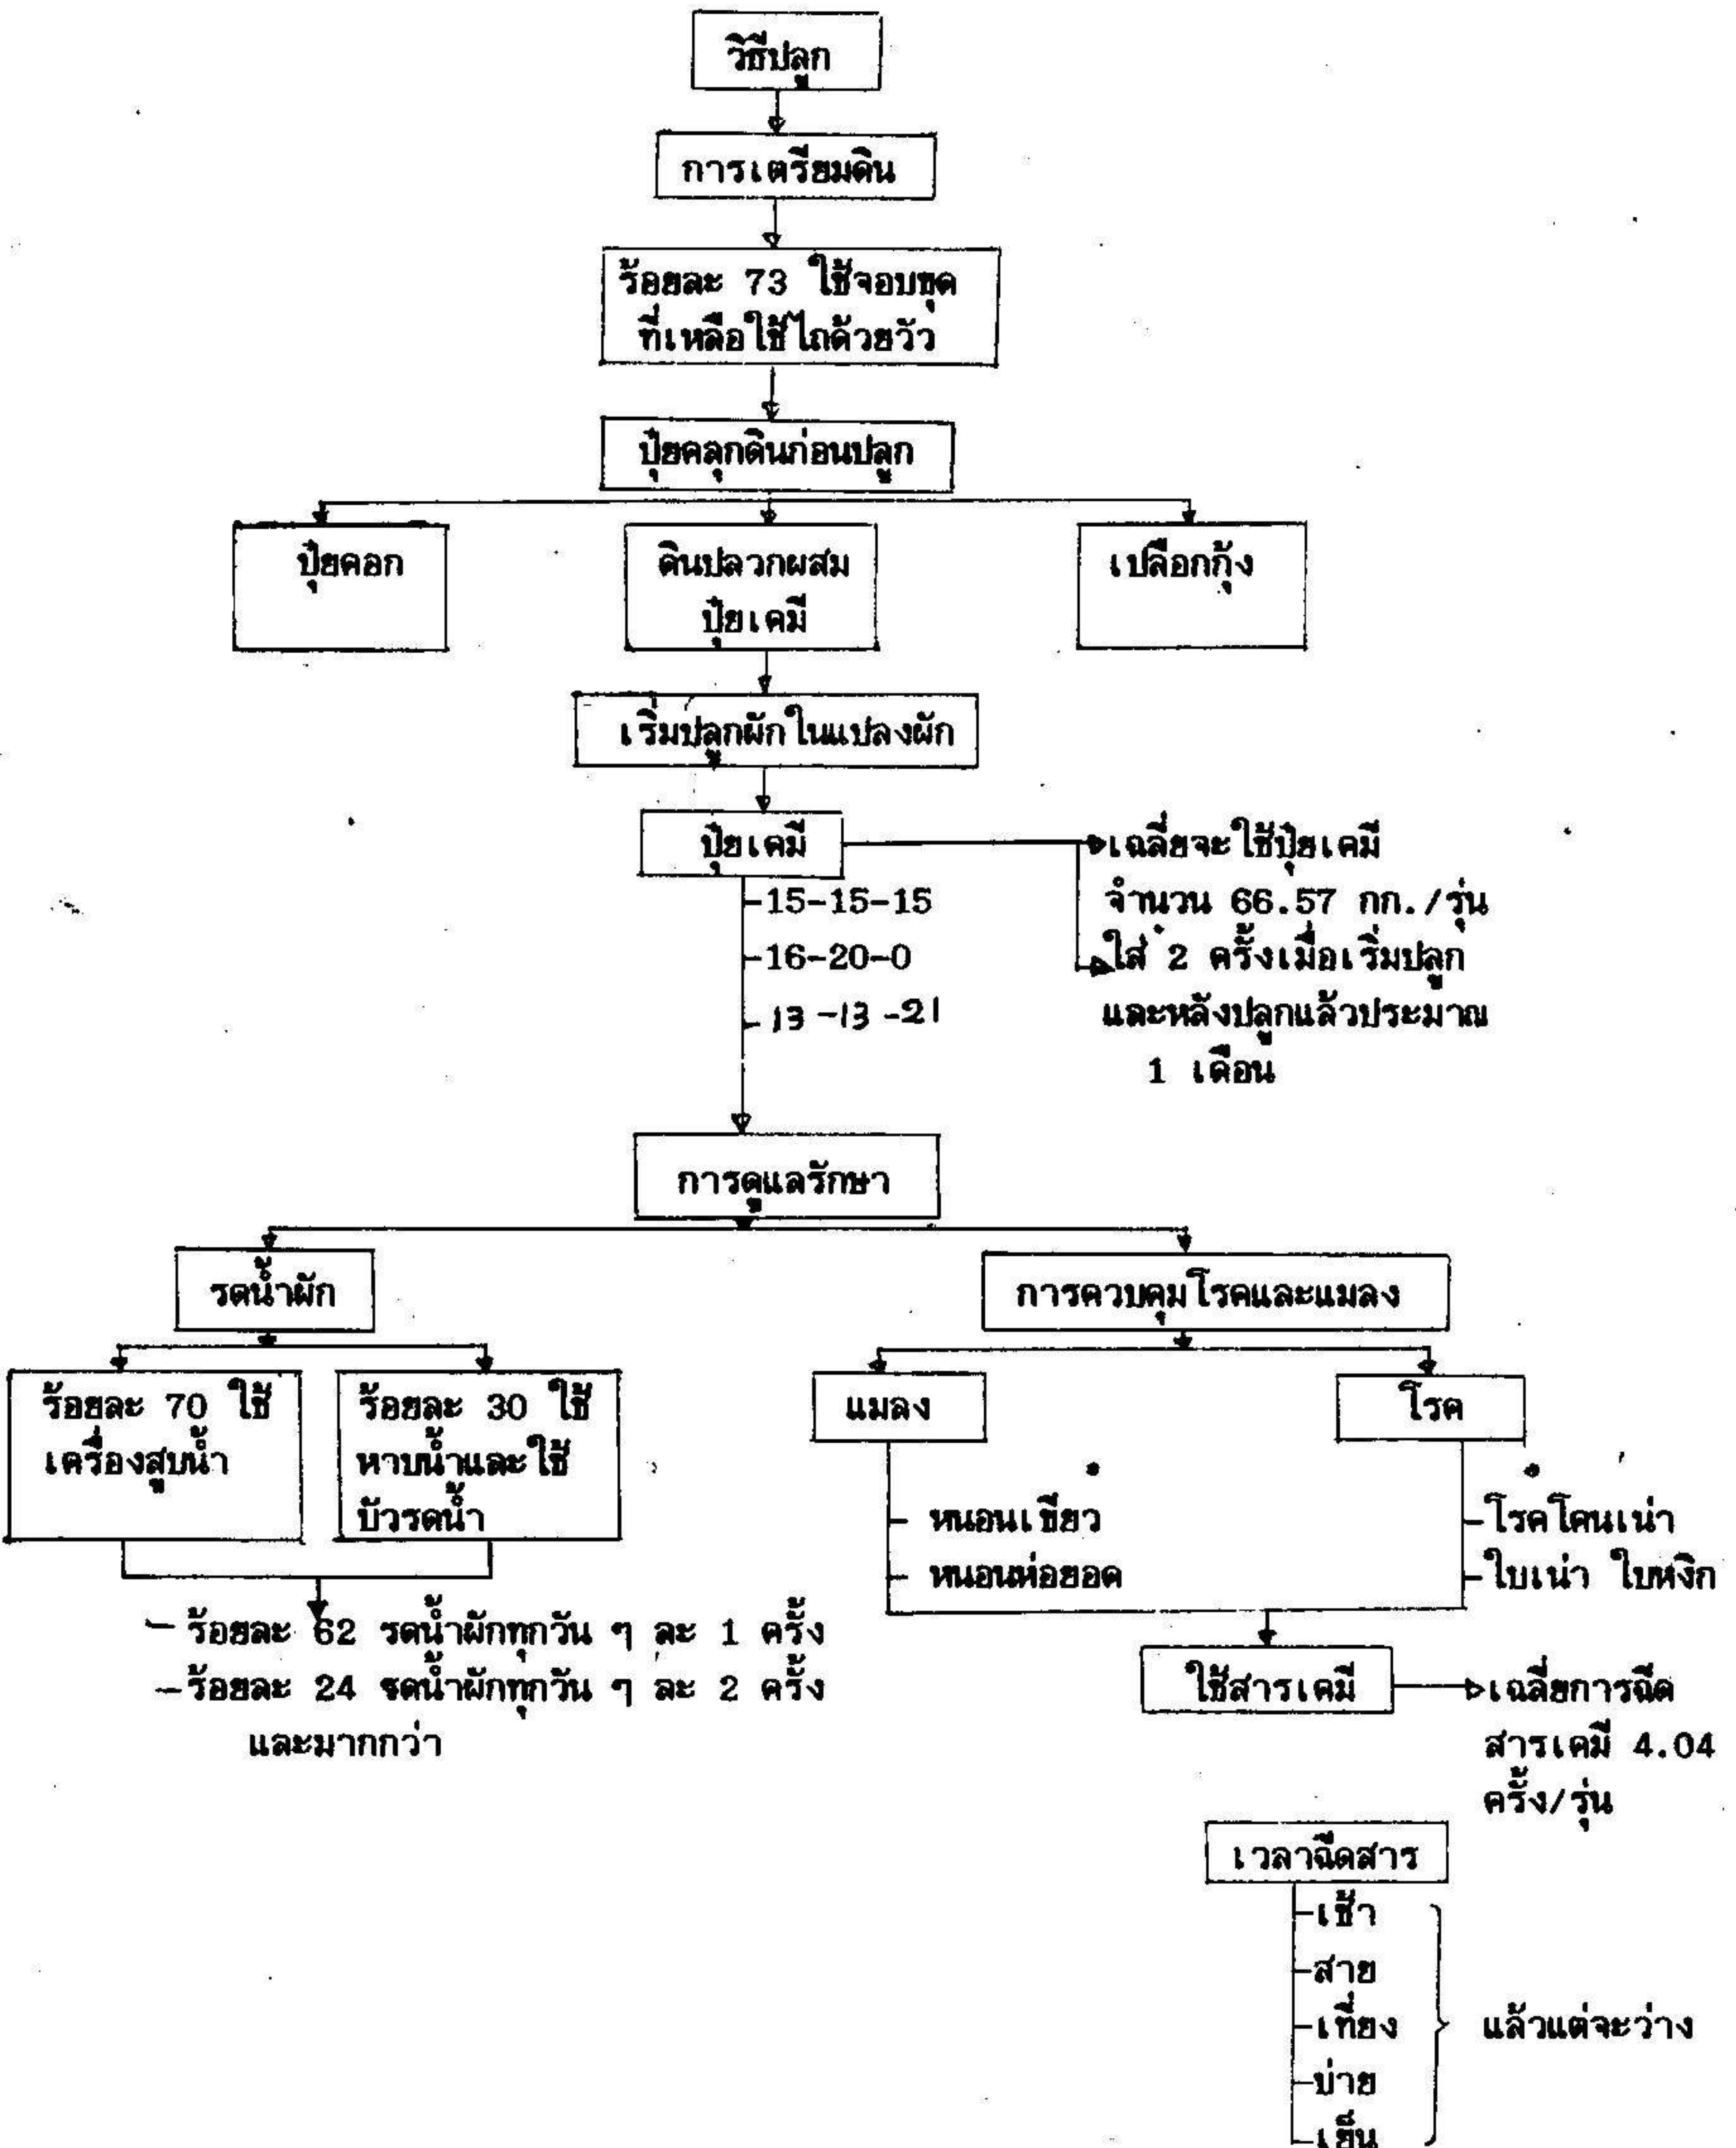 วิธีปลูก
การเตรียมดิน
ร้อยละ 73 ใช้จอบขุด
ที่เหลือใช้ไถด้วยวัว
ปุ๋ยคลุกดินก่อนปลูก
ปุ๋ยคอก
ดินปลวกผสม
ปุ๋ยเคมี
เปลือกกุ้ง
เริ่มปลูกผักในแปลงผัก
ปุ๋ยเคมี
15-15-15
16-20-0
13-13-21
เฉลี่ยจะใช้ปุ๋ยเคมี
จำนวน 66.57 กก./รุ่น
ใส่ 2 ครั้งเมื่อเริ่มปลูก
และหลังปลูกแล้วประมาณ
1 เดือน
การดูแลรักษา
รดน้ำผัก
ร้อยละ 70 ใช้
เครื่องสูบน้ำ
ร้อยละ 30 ใช้
หาบน้ำและใช้
บัวรดน้ำ
- ร้อยละ 62 รดน้ำผักทุกวัน ๆ ละ 1 ครั้ง
- ร้อยละ 24 รดน้ำผักทุกวัน ๆ ละ 2 ครั้ง
และมากกว่า
การควบคุมโรคและแมลง
แมลง
- หนอนเขียว
- หนอนห่อยอด
โรค
- โรคโคนเน่า
- ใบเน่า ใบหงิก
ใช้สารเคมี
เฉลี่ยการฉีด
สารเคมี 4.04
ครั้ง/รุ่น
เวลาฉีดสาร
- เช้า
- สาย
- เที่ยง
- บ่าย
- เย็น
แล้วแต่จะว่าง